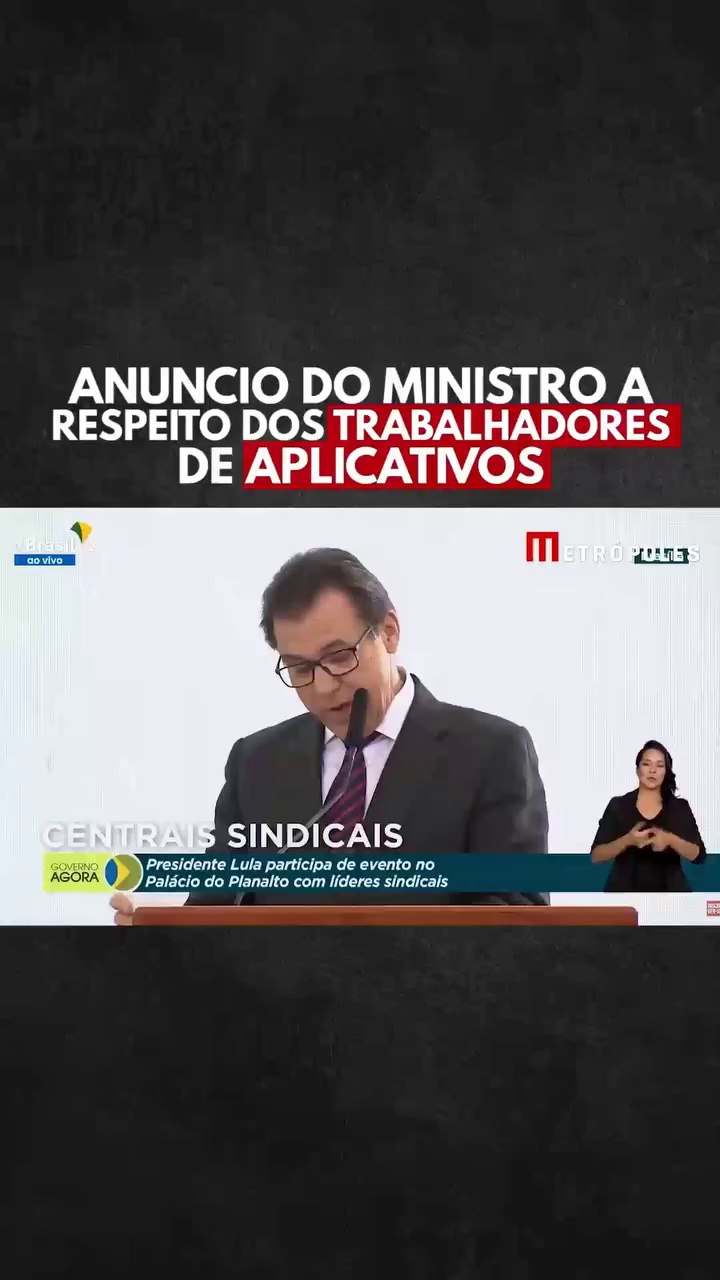 ANUNCIO DO MINISTRO A
RESPEITO DOS TRABALHADORES
DE APLICATIVOS
Brasil
ao vivo
METRÓPOLES
CENTRAIS SINDICAIS
GOVERNO
AGORA
Presidente Lula participa de evento no
Palácio do Planalto com líderes sindicais